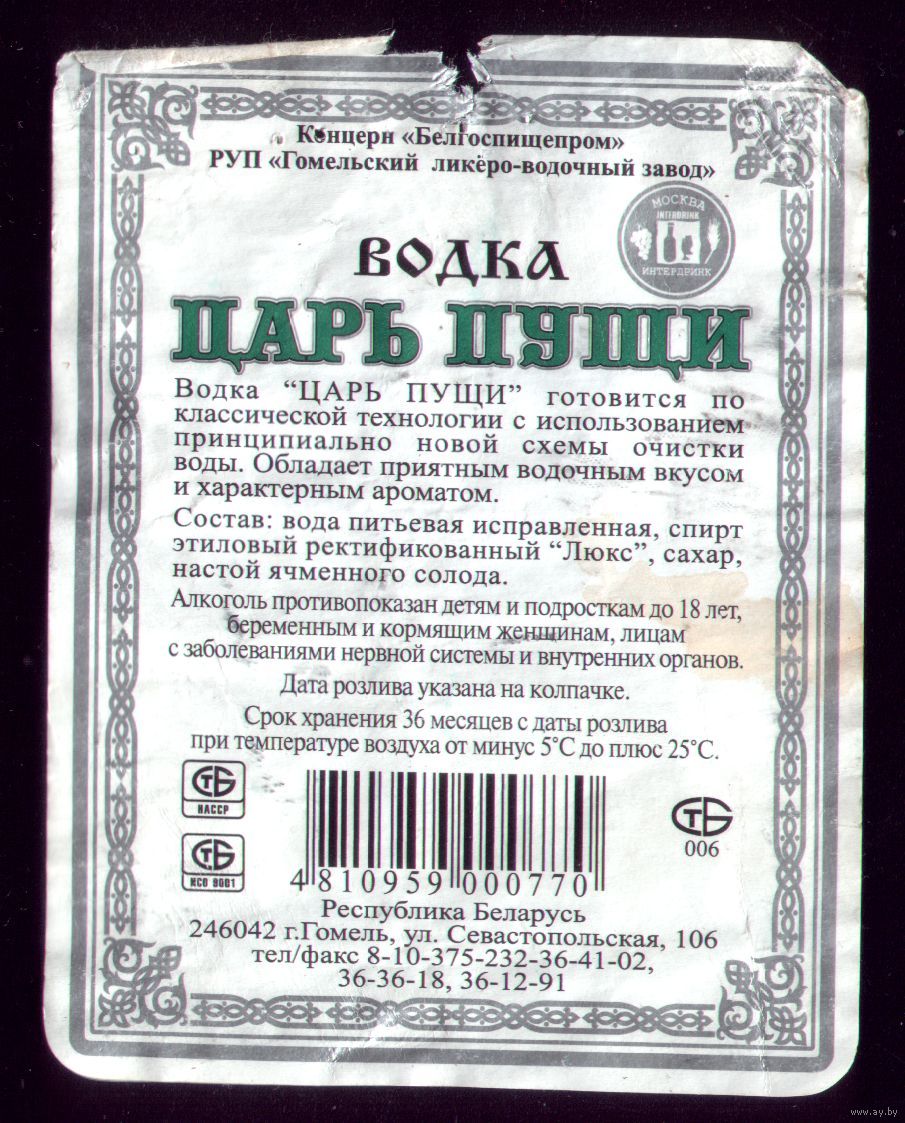 Концерн «Белгоспищепром»
РУП «Гомельский ликёро-водочный завод»
МОСКВА
INTERDRINK
ИНТЕРДРИНК
ВОДКА
ЦАРЬ ПУЩИ
Водка “ЦАРЬ ПУЩИ” готовится по
классической технологии с использованием
принципиально новой схемы очистки
воды. Обладает приятным водочным вкусом
и характерным ароматом.
Состав: вода питьевая исправленная, спирт
этиловый ректификованный “Люкс”, сахар,
настой ячменного солода.
Алкоголь противопоказан детям и подросткам до 18 лет,
беременным и кормящим женщинам, лицам
с заболеваниями нервной системы и внутренних органов.
Дата розлива указана на колпачке.
Срок хранения 36 месяцев с даты розлива
при температуре воздуха от минус 5°С до плюс 25°С.
СТБ
НАССР
СТБ
ИСО 9001
СТБ
006
4 810959 000770
Республика Беларусь
246042 г.Гомель, ул. Севастопольская, 106
тел/факс 8-10-375-232-36-41-02,
36-36-18, 36-12-91
www.ay.by